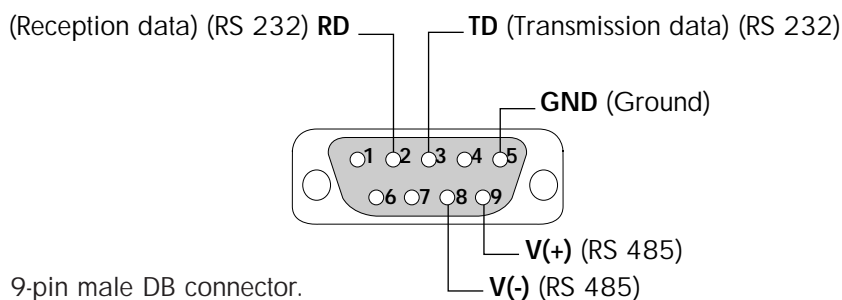 (Reception data) (RS 232) RD
TD (Transmission data) (RS 232)
GND (Ground)
1 2 3 4 5
6 7 8 9
V(+) (RS 485)
9-pin male DB connector.
V(-) (RS 485)